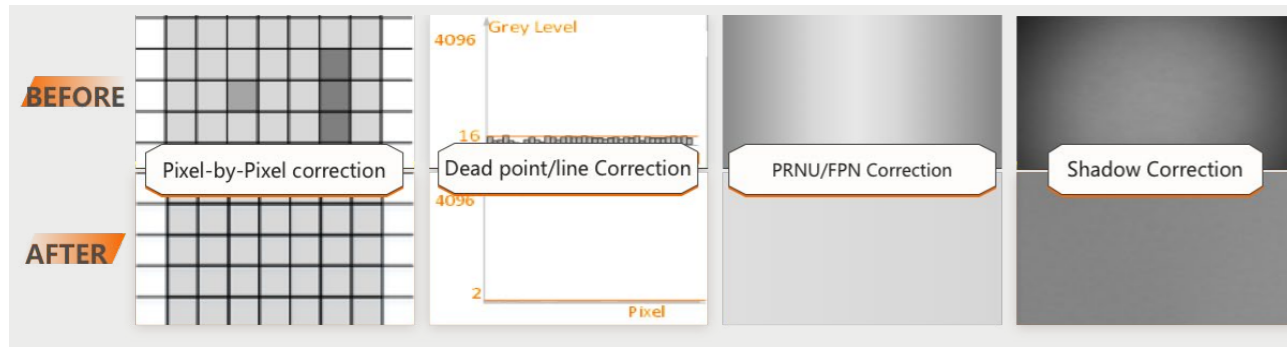 BEFORE
Grey Level
4096
16
Pixel-by-Pixel correction
Dead point/line Correction
PRNU/FPN Correction
Shadow Correction
4096
AFTER
2
Pixel